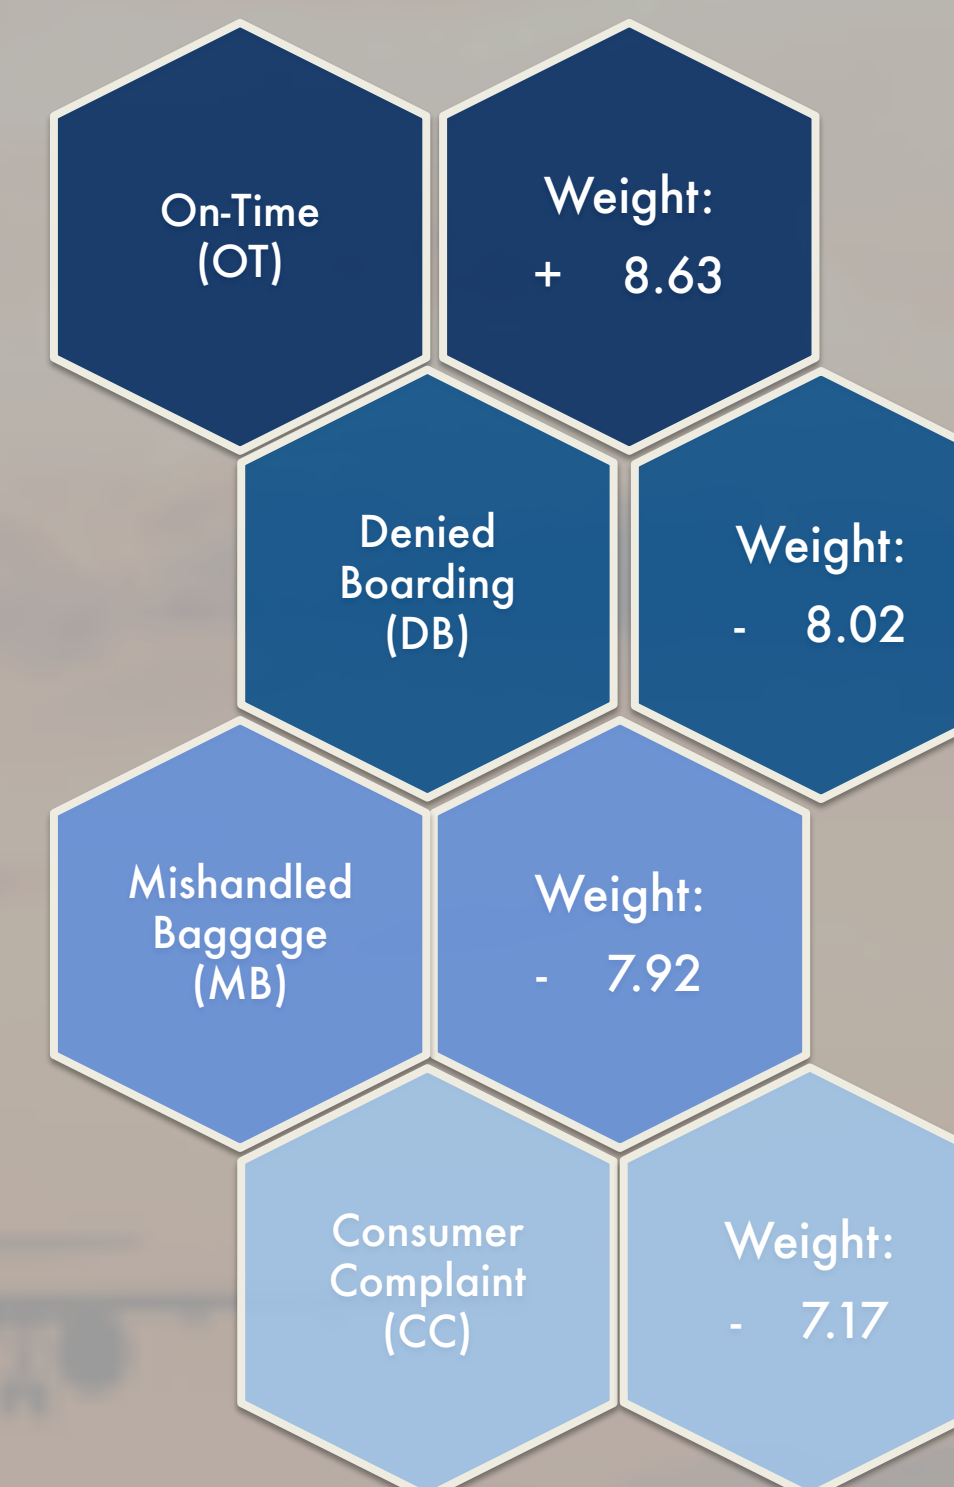 On-Time
(OT)
Weight:
+ 8.63
Denied
Boarding
(DB)
Weight:
- 8.02
Mishandled
Baggage
(MB)
Weight:
- 7.92
Consumer
Complaint
(CC)
Weight:
- 7.17